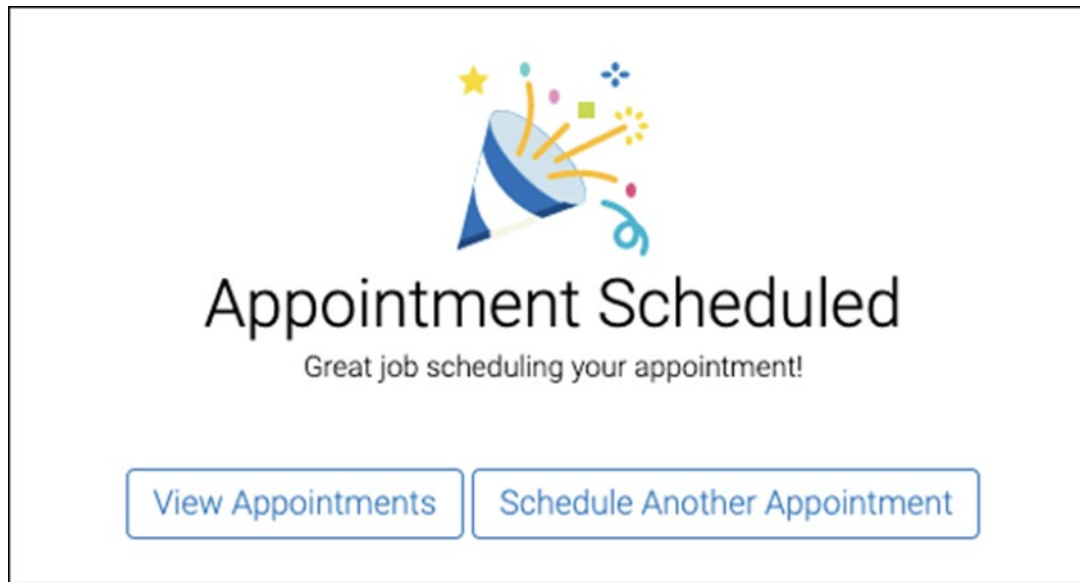 Appointment Scheduled
Great job scheduling your appointment!
View Appointments
Schedule Another Appointment